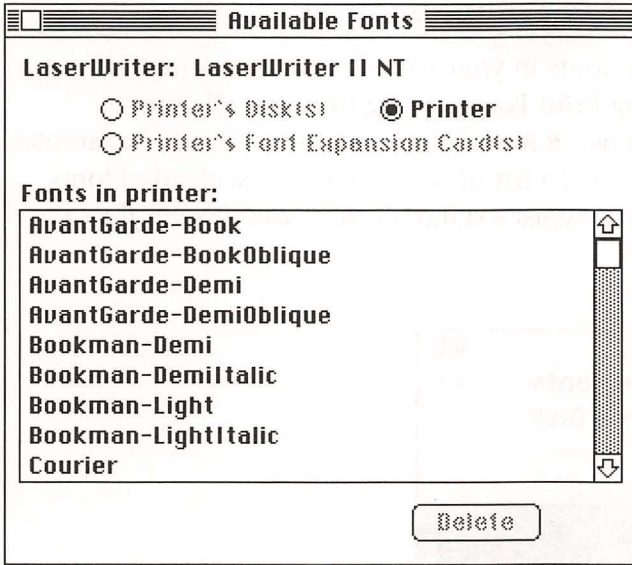 Available Fonts
LaserWriter: LaserWriter II NT
Printer's Disk(s) Printer
Printer's Font Expansion Card(s)
Fonts in printer:
AvantGarde-Book
AvantGarde-BookOblique
AvantGarde-Demi
AvantGarde-DemiOblique
Bookman-Demi
Bookman-DemiItalic
Bookman-Light
Bookman-LightItalic
Courier
Delete